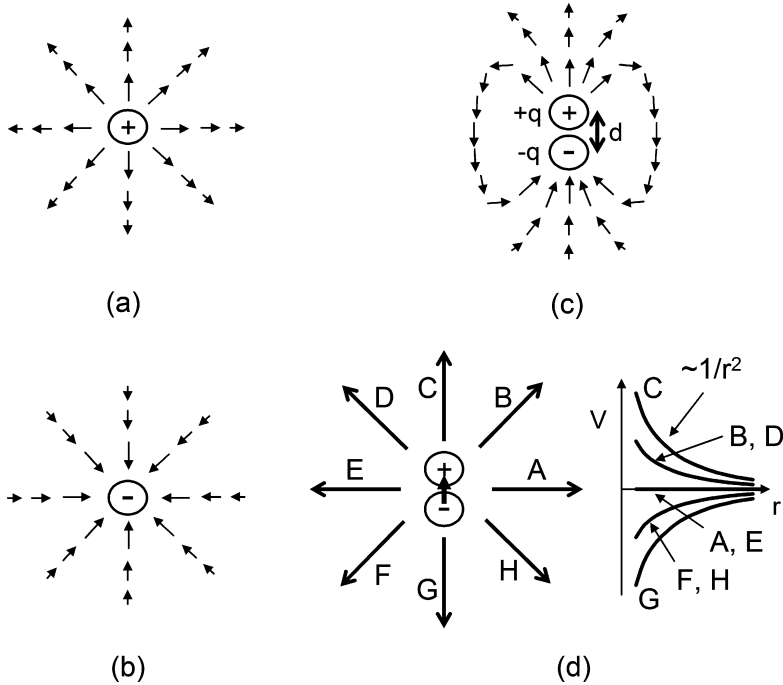 +
(a)
+q +
d
-q -
(c)
-
(b)
C
D
B
+
E
A
-
F
H
G
V
C
~1/r²
B, D
r
A, E
F, H
G
(d)